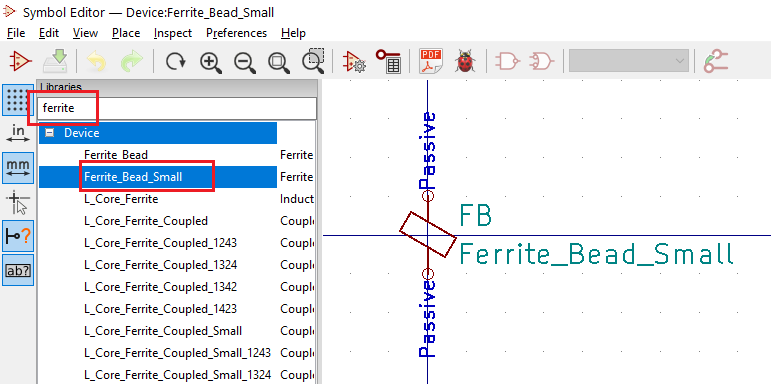 Symbol Editor — Device:Ferrite_Bead_Small
File Edit View Place Inspect Preferences Help
PDF
Libraries
ferrite
in
mm
ab?
Device
Ferrite_Bead Ferrite
Ferrite_Bead_Small Ferrite
L_Core_Ferrite Induct
L_Core_Ferrite_Coupled Couple
L_Core_Ferrite_Coupled_1243 Couple
L_Core_Ferrite_Coupled_1324 Couple
L_Core_Ferrite_Coupled_1342 Couple
L_Core_Ferrite_Coupled_1423 Couple
L_Core_Ferrite_Coupled_Small Couple
L_Core_Ferrite_Coupled_Small_1243 Couple
L_Core_Ferrite_Coupled_Small_1324 Couple
Passive
FB
Ferrite_Bead_Small
Passive